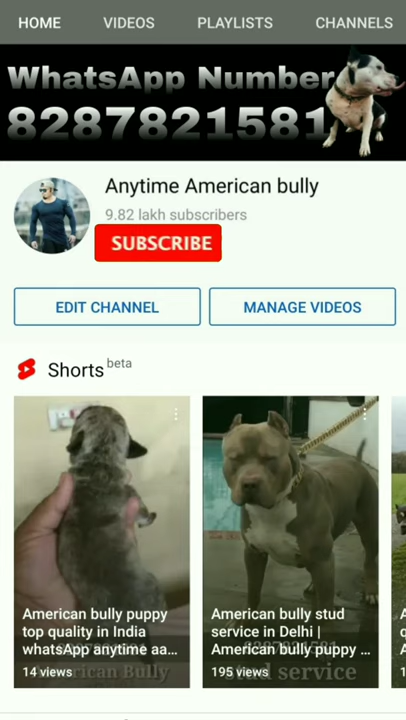 HOME VIDEOS PLAYLISTS CHANNELS
WhatsApp Number
8287821581
Anytime American bully
9.82 lakh subscribers
SUBSCRIBE
EDIT CHANNEL MANAGE VIDEOS
Shorts beta
American bully puppy
top quality in India
whatsApp anytime aa...
14 views
American bully stud
service in Delhi |
American bully puppy ...
195 views
stud service